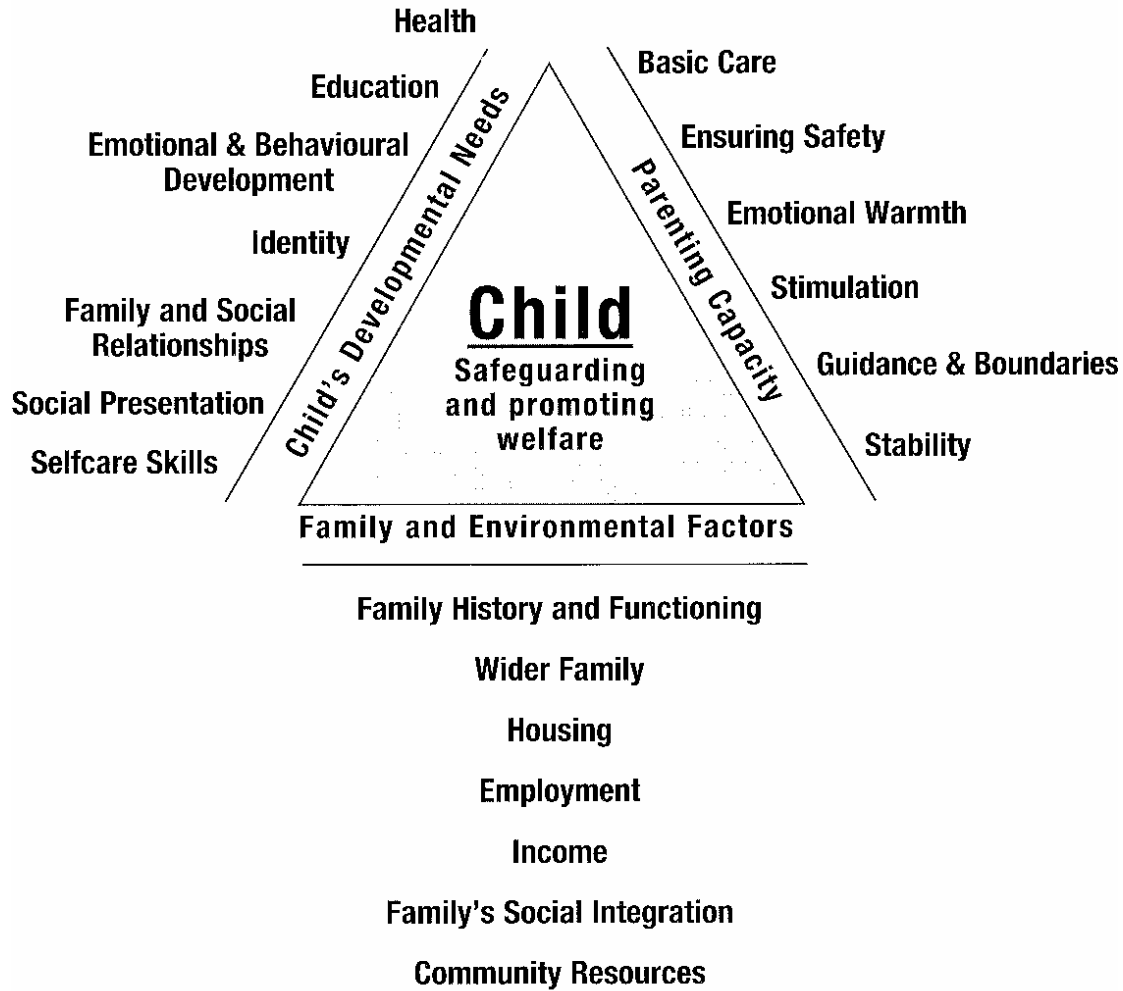 Health
Education
Emotional & Behavioural
Development
Identity
Family and Social
Relationships
Social Presentation
Selfcare Skills
Child's Developmental Needs
Basic Care
Ensuring Safety
Emotional Warmth
Stimulation
Guidance & Boundaries
Stability
Parenting Capacity
Child
Safeguarding
and promoting
welfare
Family and Environmental Factors
Family History and Functioning
Wider Family
Housing
Employment
Income
Family's Social Integration
Community Resources